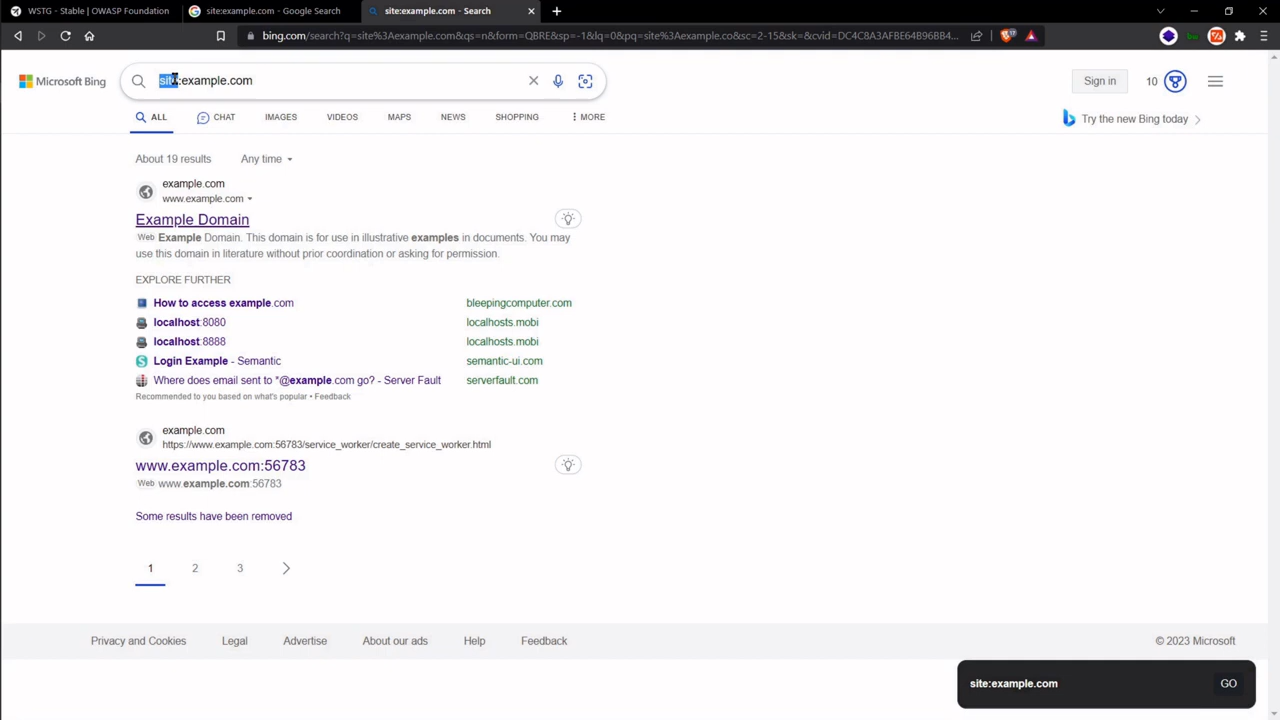 WSTG - Stable | OWASP Foundation
site:example.com - Google Search
site:example.com - Search
bing.com/search?q=site%3Aexample.com&qs=n&form=QBRE&sp=-1&lq=0&pq=site%3Aexample.co&sc=2-15&sk=&cvid=DC4C8A3AFBE64B96BB4...
17
Microsoft Bing
site:example.com
Sign in
10
ALL
CHAT
IMAGES
VIDEOS
MAPS
NEWS
SHOPPING
MORE
Try the new Bing today
About 19 results
Any time
example.com
www.example.com
Example Domain
Web Example Domain. This domain is for use in illustrative examples in documents. You may
use this domain in literature without prior coordination or asking for permission.
EXPLORE FURTHER
How to access example.com
bleepingcomputer.com
localhost:8080
localhosts.mobi
localhost:8888
localhosts.mobi
Login Example - Semantic
semantic-ui.com
Where does email sent to *@example.com go? - Server Fault
serverfault.com
Recommended to you based on what's popular • Feedback
example.com
https://www.example.com:56783/service_worker/create_service_worker.html
www.example.com:56783
Web www.example.com:56783
Some results have been removed
1
2
3
Privacy and Cookies
Legal
Advertise
About our ads
Help
Feedback
© 2023 Microsoft
site:example.com
GO